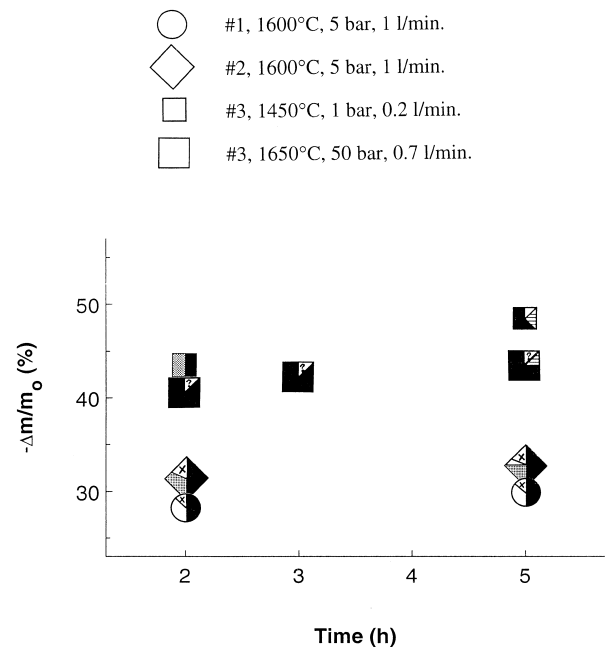 #1, 1600°C, 5 bar, 1 l/min.
#2, 1600°C, 5 bar, 1 l/min.
#3, 1450°C, 1 bar, 0.2 l/min.
#3, 1650°C, 50 bar, 0.7 l/min.
50
40
30
-Δm/mo (%)
? ? ?
x x
x x
2 3 4 5
Time (h)